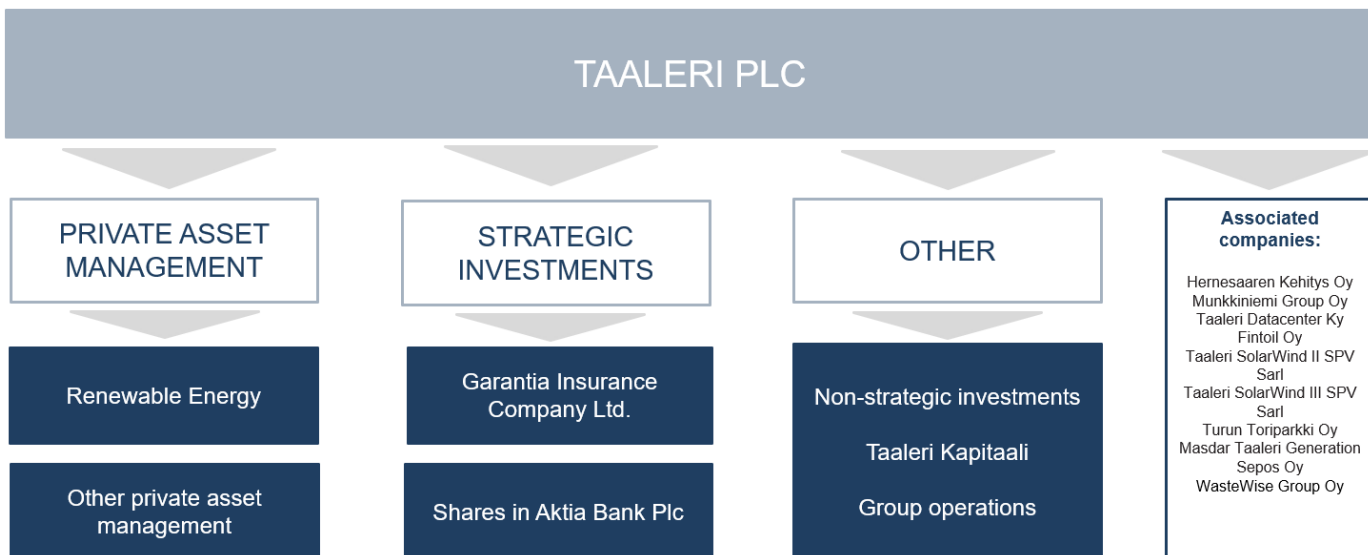 TAALERI PLC
PRIVATE ASSET
MANAGEMENT
Renewable Energy
Other private asset
management
STRATEGIC
INVESTMENTS
Garantia Insurance
Company Ltd.
Shares in Aktia Bank Plc
OTHER
Non-strategic investments
Taaleri Kapitaali
Group operations
Associated
companies:
Hernesaaren Kehitys Oy
Munkkiniemi Group Oy
Taaleri Datacenter Ky
Fintoil Oy
Taaleri SolarWind II SPV
Sarl
Taaleri SolarWind III SPV
Sarl
Turun Toriparkki Oy
Masdar Taaleri Generation
Sepos Oy
WasteWise Group Oy